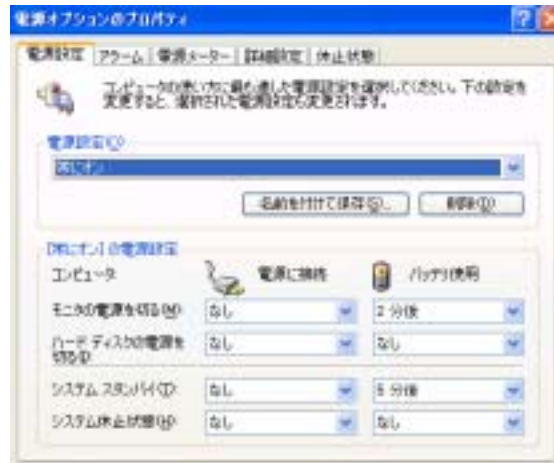 電源オプションのプロパティ
電源設定 アラーム 電源メーター 詳細設定 休止状態
コンピュータの使い方に最も適した電源設定を選択してください。下の設定を
変更すると、選択された電源設定も変更されます。
電源設定(C)
常にオン
名前を付けて保存(S)... 削除(D)
[常にオン] の電源設定
コンピュータ 電源に接続 バッテリ使用
モニタの電源を切る(M): なし 2 分後
ハード ディスクの電源を なし なし
切る(I):
システム スタンバイ(T): なし 5 分後
システム休止状態(H): なし なし